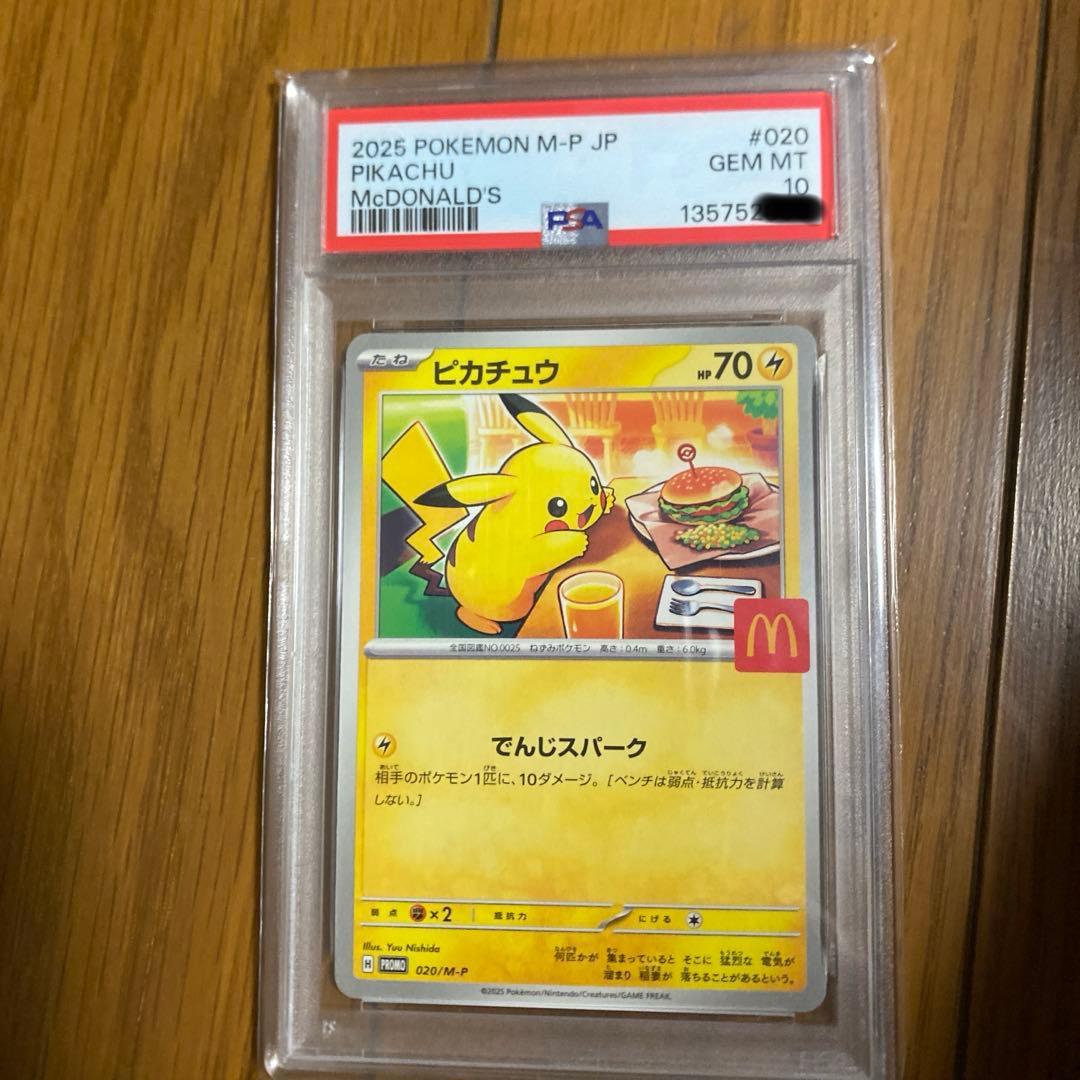 2025 POKEMON M-P JP #020
PIKACHU GEM MT
McDONALD'S 10
135752
PSA
たね ピカチュウ HP 70
全国図鑑NO.0025 ねずみポケモン 高さ:0.4m 重さ:6.0kg
M
でんじスパーク
相手のポケモン1匹に、10ダメージ。[ベンチは弱点・抵抗力を計算
しない。]
弱点 ×2 抵抗力 にげる
Illus. Yuu Nishida
何匹かが 集まっていると そこに 猛烈な 電気が
溜まり 稲妻が 落ちることがあるという。
H PROMO 020/M-P
©2025 Pokémon/Nintendo/Creatures/GAME FREAK.